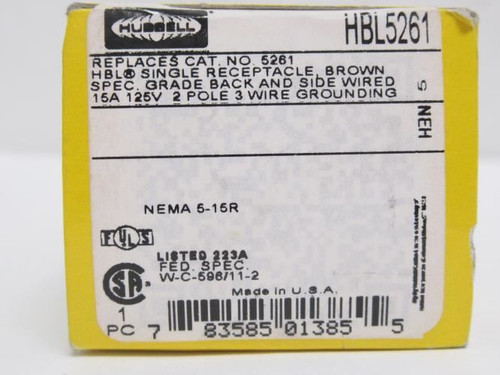 HUBBELL
HBL5261
REPLACES CAT. NO. 5261
HBL® SINGLE RECEPTACLE, BROWN
SPEC. GRADE BACK AND SIDE WIRED
15A 125V 2 POLE 3 WIRE GROUNDING
5 NEH
NEMA 5-15R
LISTED 223A
FED. SPEC.
W-C-596/11-2
Made in U.S.A.
1
PC
7 83585 01385 5